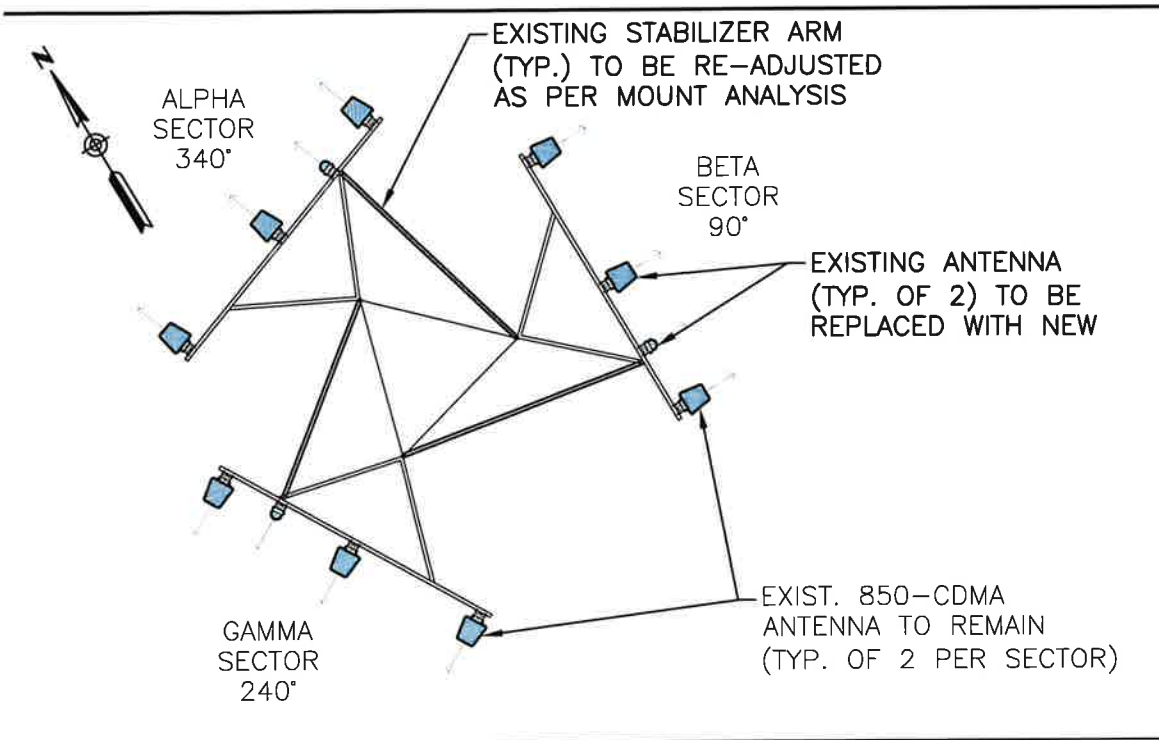 EXISTING STABILIZER ARM
(TYP.) TO BE RE-ADJUSTED
AS PER MOUNT ANALYSIS
N
ALPHA
SECTOR
340°
BETA
SECTOR
90°
EXISTING ANTENNA
(TYP. OF 2) TO BE
REPLACED WITH NEW
EXIST. 850-CDMA
ANTENNA TO REMAIN
(TYP. OF 2 PER SECTOR)
GAMMA
SECTOR
240°